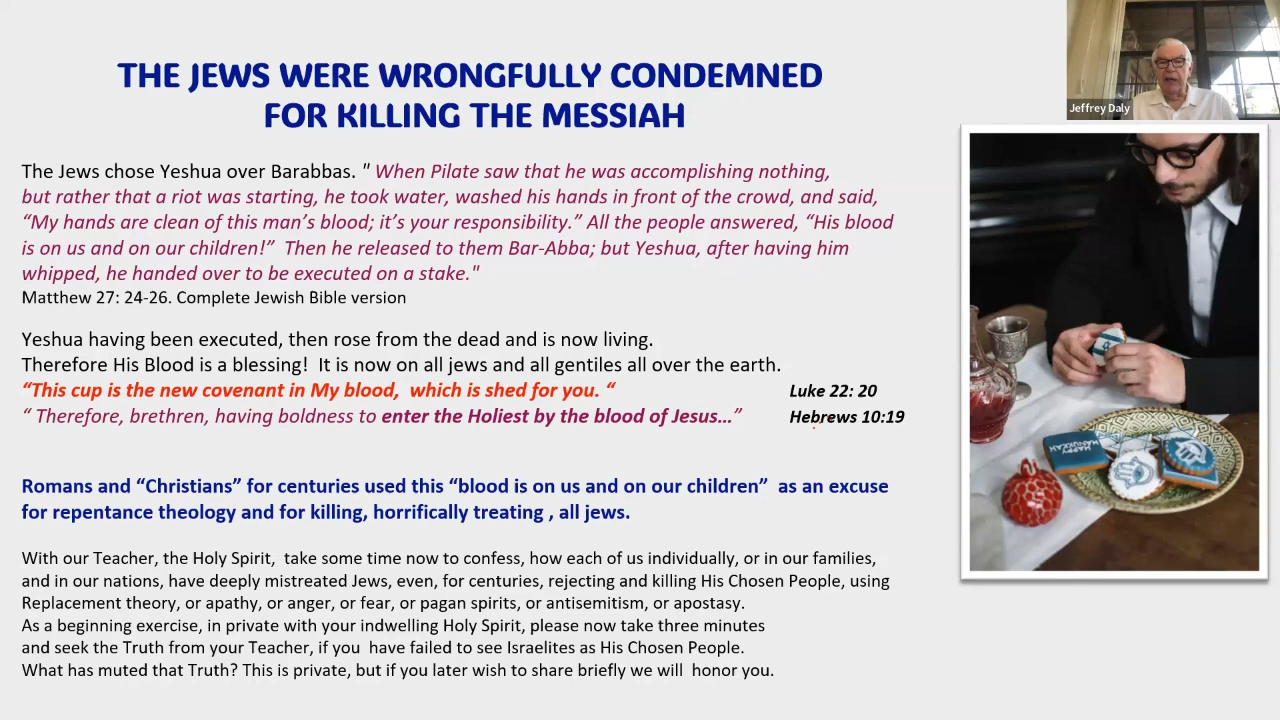 Jeffrey Daly
THE JEWS WERE WRONGFULLY CONDEMNED
FOR KILLING THE MESSIAH
The Jews chose Yeshua over Barabbas. " When Pilate saw that he was accomplishing nothing,
but rather that a riot was starting, he took water, washed his hands in front of the crowd, and said,
“My hands are clean of this man’s blood; it’s your responsibility.” All the people answered, “His blood
is on us and on our children!”  Then he released to them Bar-Abba; but Yeshua, after having him
whipped, he handed over to be executed on a stake."
Matthew 27: 24-26. Complete Jewish Bible version
Yeshua having been executed, then rose from the dead and is now living.
Therefore His Blood is a blessing!  It is now on all jews and all gentiles all over the earth.
“This cup is the new covenant in My blood,  which is shed for you. “ Luke 22: 20
“ Therefore, brethren, having boldness to enter the Holiest by the blood of Jesus…” Hebrews 10:19
Romans and “Christians” for centuries used this “blood is on us and on our children”  as an excuse
for repentance theology and for killing, horrifically treating , all jews.
With our Teacher, the Holy Spirit,  take some time now to confess, how each of us individually, or in our families,
and in our nations, have deeply mistreated Jews, even, for centuries, rejecting and killing His Chosen People, using
Replacement theory, or apathy, or anger, or fear, or pagan spirits, or antisemitism, or apostasy.
As a beginning exercise, in private with your indwelling Holy Spirit, please now take three minutes
and seek the Truth from your Teacher, if you  have failed to see Israelites as His Chosen People.
What has muted that Truth? This is private, but if you later wish to share briefly we will  honor you.
HAPPY
HANUKKAH